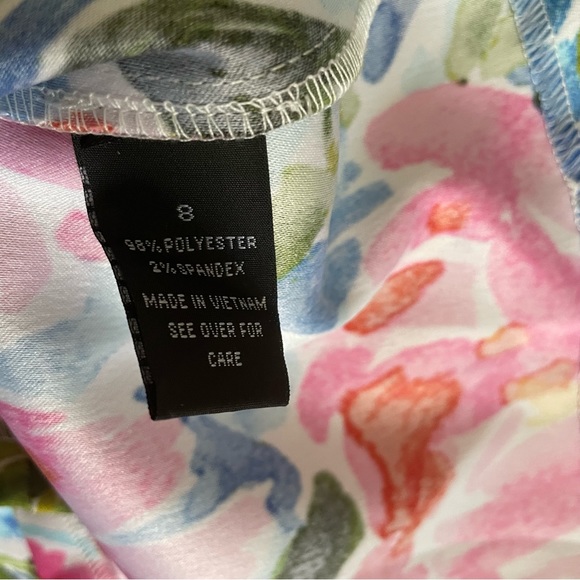 8
98% POLYESTER
2% SPANDEX
MADE IN VIETNAM
SEE OVER FOR
CARE